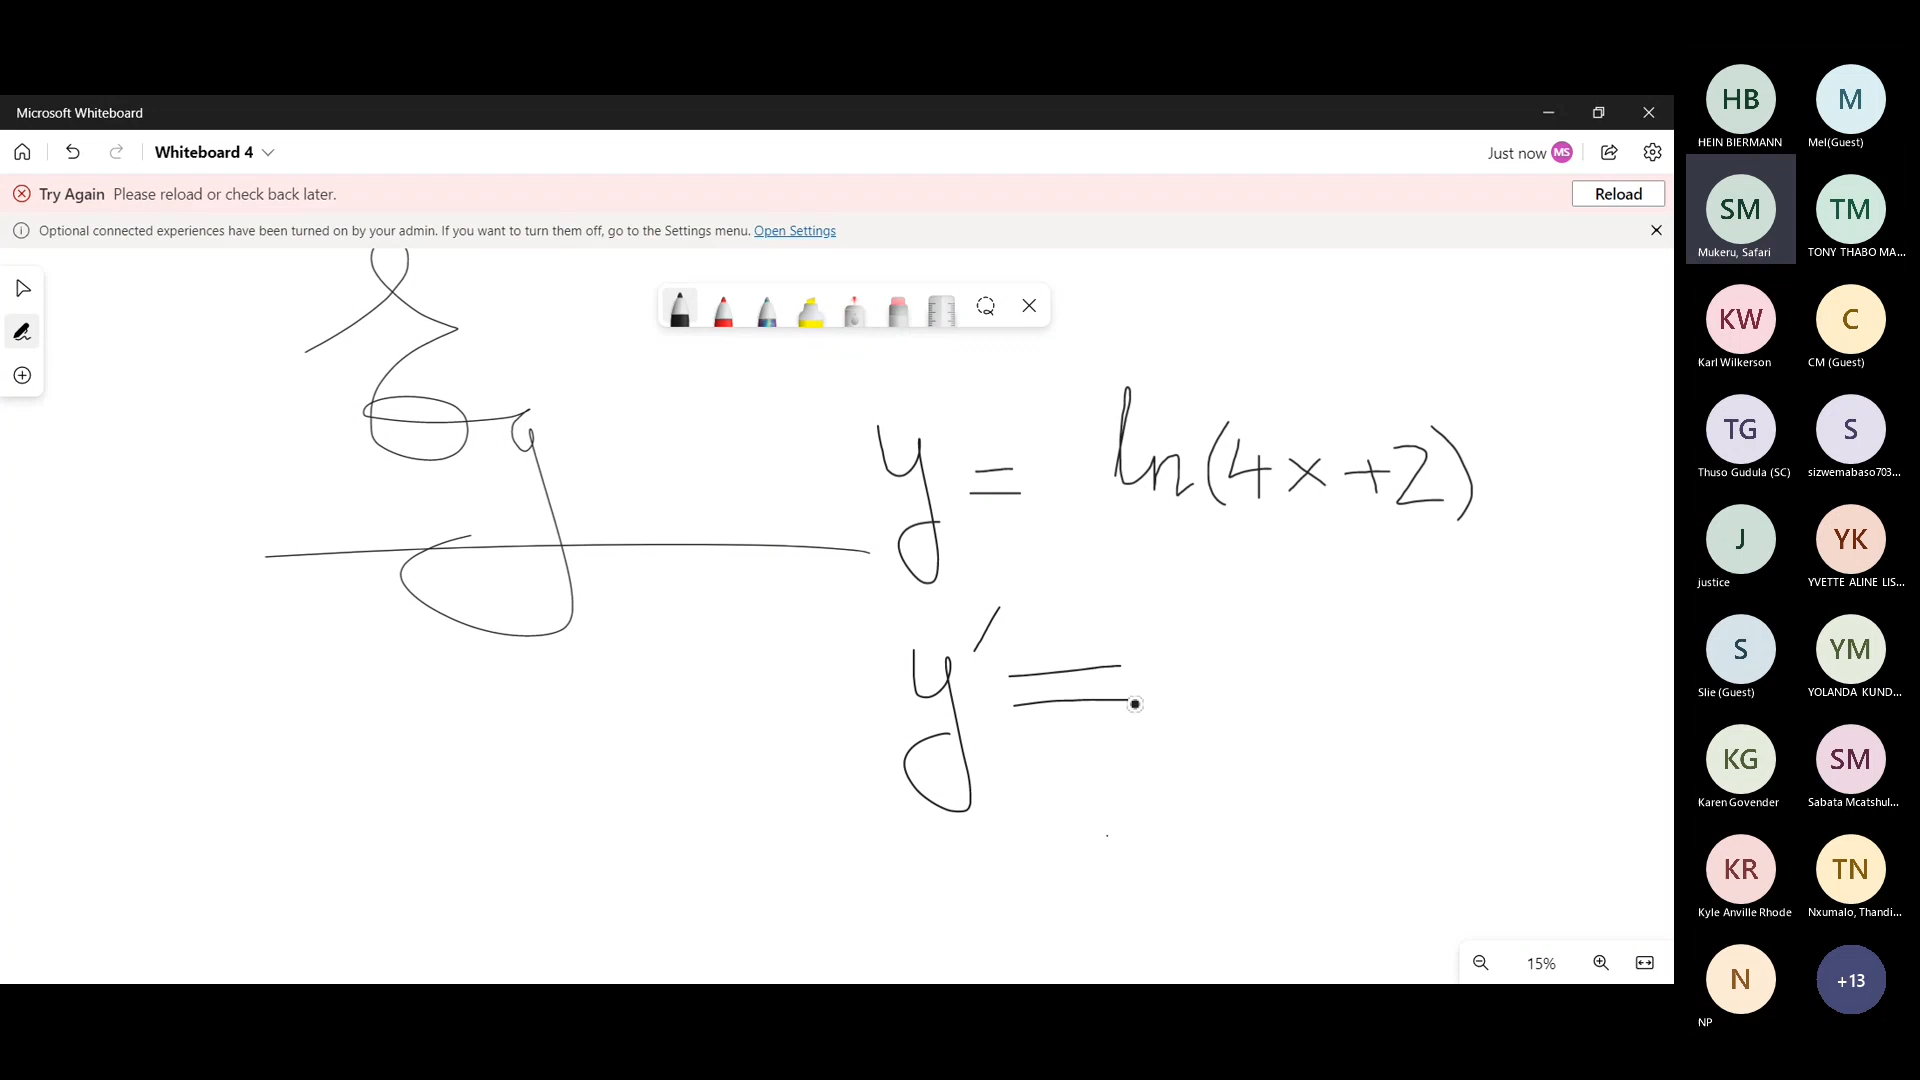 Microsoft Whiteboard
Whiteboard 4
Just now MS
Try Again Please reload or check back later.
Reload
Optional connected experiences have been turned on by your admin. If you want to turn them off, go to the Settings menu. Open Settings
y = ln(4x+2)
y' =
15%
HB
HEIN BIERMANN
M
Mel(Guest)
SM
Mukeru, Safari
TM
TONY THABO MA...
KW
Karl Wilkerson
C
CM (Guest)
TG
Thuso Gudula (SC)
S
sizwemabaso703...
J
justice
YK
YVETTE ALINE LIS...
S
Slie (Guest)
YM
YOLANDA KUND...
KG
Karen Govender
SM
Sabata Mcatshul...
KR
Kyle Anville Rhode
TN
Nxumalo, Thandi...
N
NP
+13